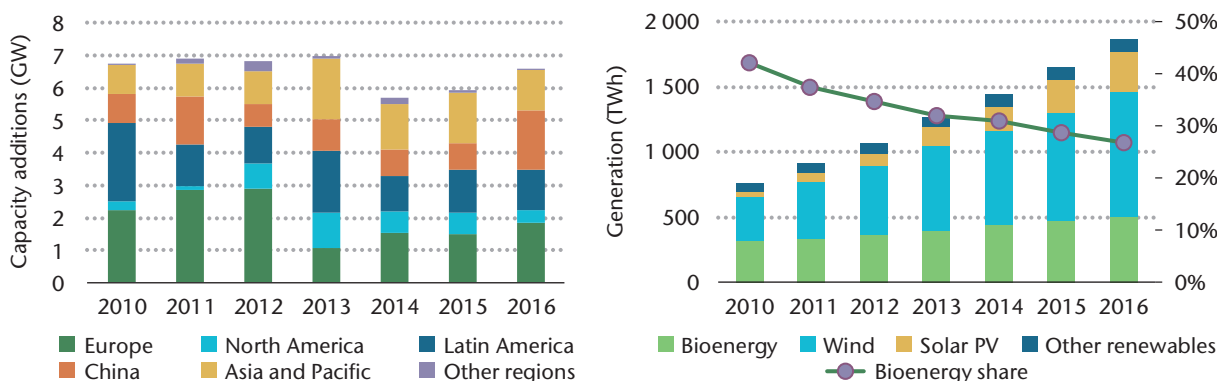 Capacity additions (GW)
8
7
6
5
4
3
2
1
0
2010 2011 2012 2013 2014 2015 2016
Europe North America Latin America
China Asia and Pacific Other regions
Generation (TWh)
2 000 50%
1 500 40%
1 000 30%
500 20%
0 10%
0%
2010 2011 2012 2013 2014 2015 2016
Bioenergy Wind Solar PV Other renewables
Bioenergy share